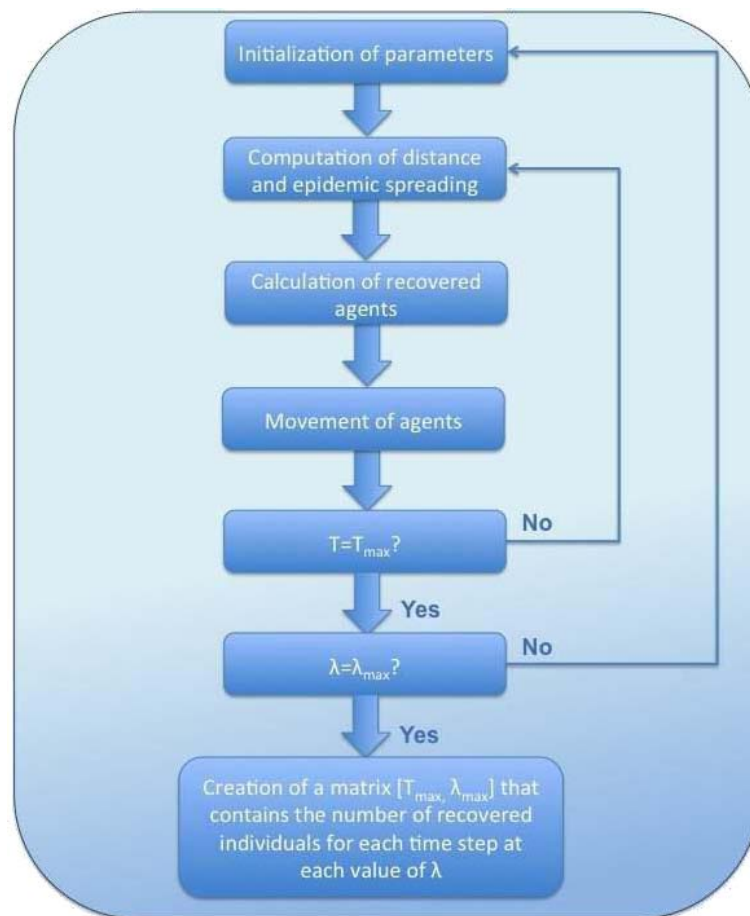 Initialization of parameters
Computation of distance
and epidemic spreading
Calculation of recovered
agents
Movement of agents
T=Tmax?
No
Yes
λ=λmax?
No
Yes
Creation of a matrix [Tmax, λmax] that
contains the number of recovered
individuals for each time step at
each value of λ